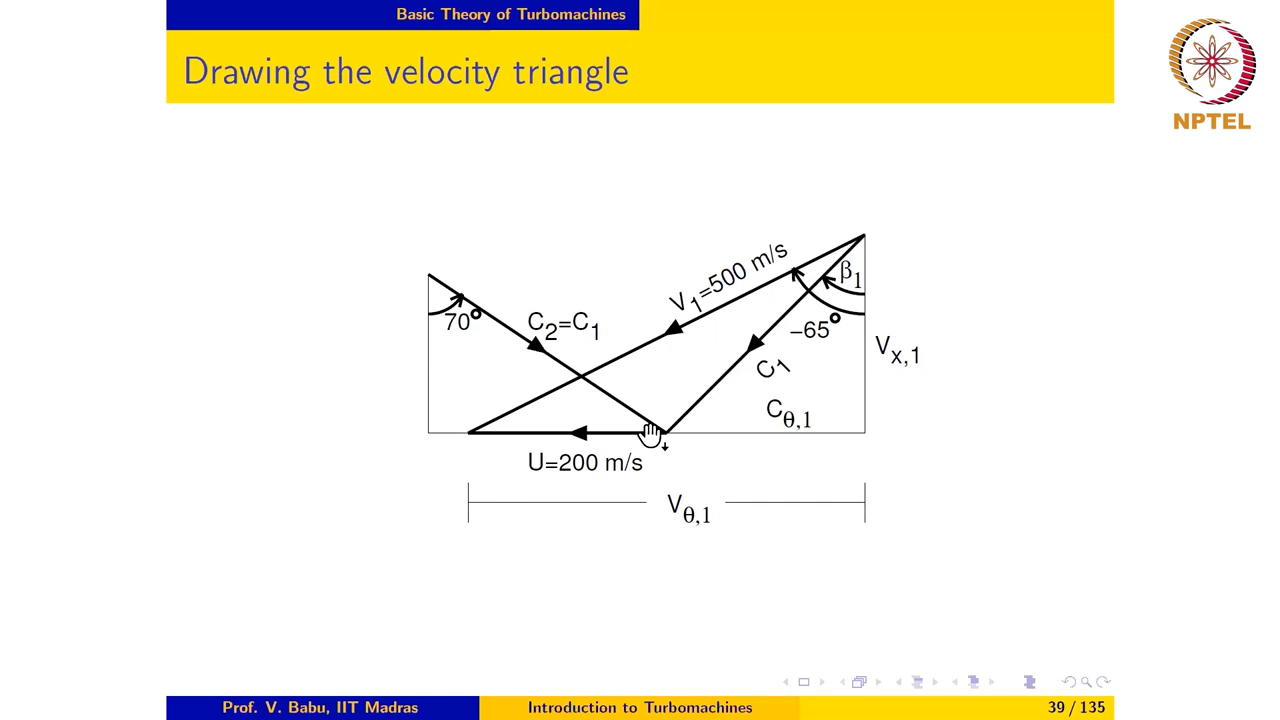 Basic Theory of Turbomachines
Drawing the velocity triangle
NPTEL
V1=500 m/s
β1
70°
C2=C1
−65°
Vx,1
C1
Cθ,1
U=200 m/s
Vθ,1
Prof. V. Babu, IIT Madras
Introduction to Turbomachines
39 / 135